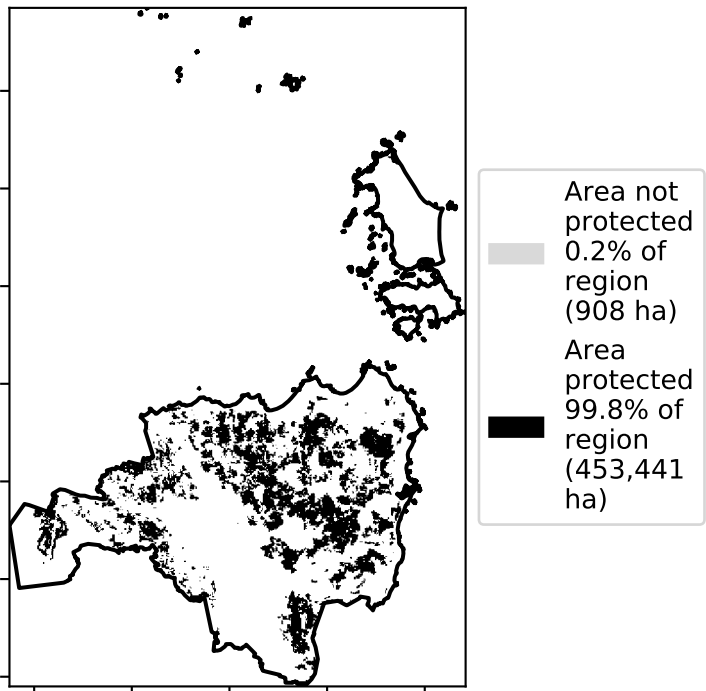 Area not
protected
0.2% of
region
(908 ha)
Area
protected
99.8% of
region
(453,441
ha)